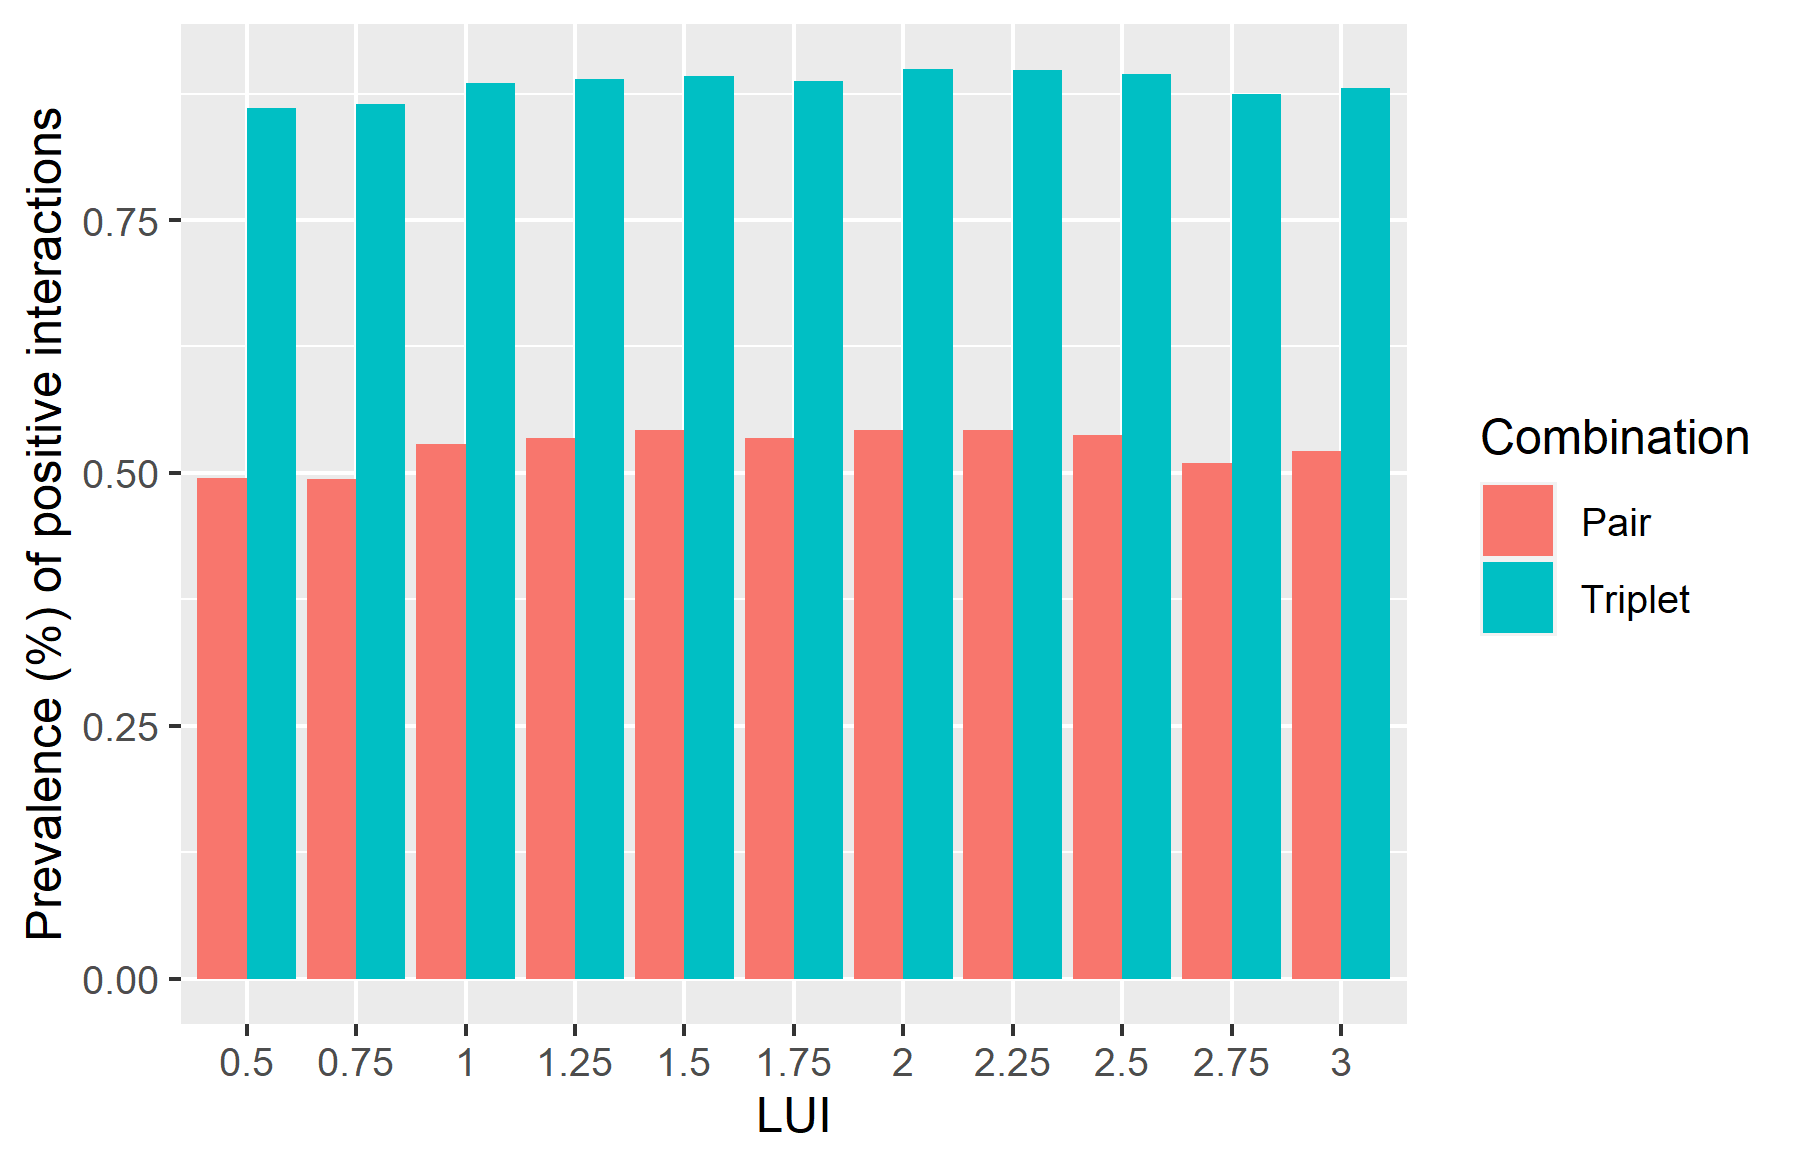 Prevalence (%) of positive interactions
0.75
0.50
0.25
0.00
0.5 0.75 1 1.25 1.5 1.75 2 2.25 2.5 2.75 3
LUI
Combination
Pair
Triplet